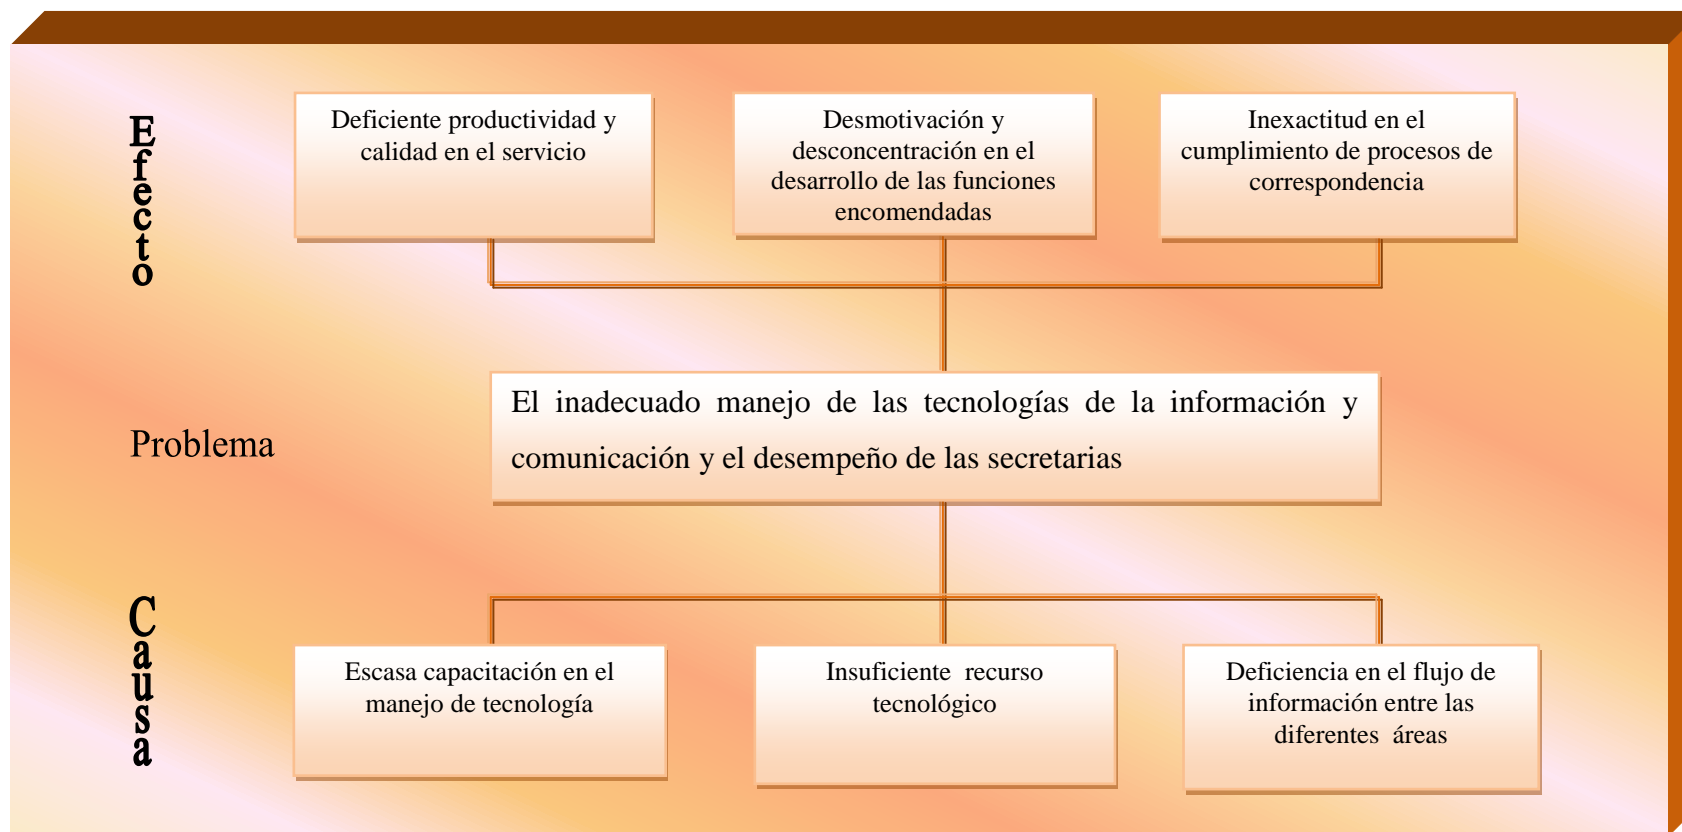 Efecto
Deficiente productividad y
calidad en el servicio
Desmotivación y
desconcentración en el
desarrollo de las funciones
encomendadas
Inexactitud en el
cumplimiento de procesos de
correspondencia
Problema
El inadecuado manejo de las tecnologías de la información y
comunicación y el desempeño de las secretarias
Causa
Escasa capacitación en el
manejo de tecnología
Insuficiente recurso
tecnológico
Deficiencia en el flujo de
información entre las
diferentes áreas